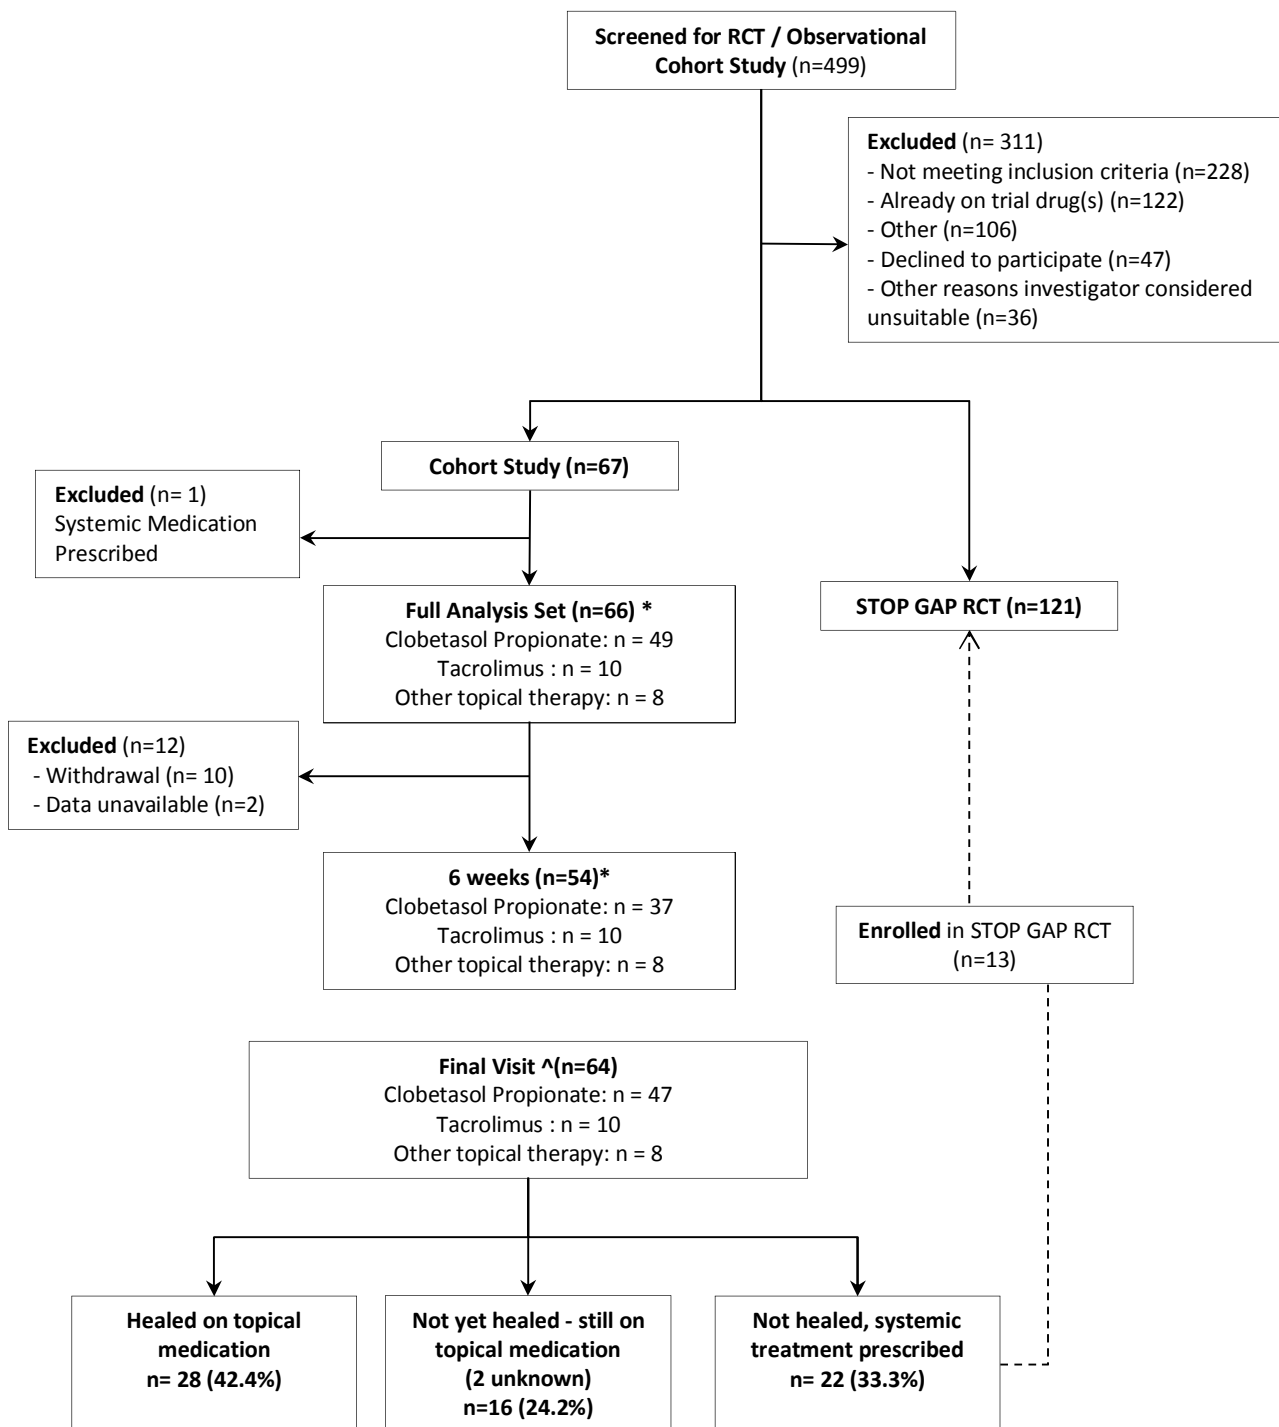 Screened for RCT / Observational
Cohort Study (n=499)
Excluded (n= 311)
- Not meeting inclusion criteria (n=228)
- Already on trial drug(s) (n=122)
- Other (n=106)
- Declined to participate (n=47)
- Other reasons investigator considered
unsuitable (n=36)
Cohort Study (n=67)
Excluded (n= 1)
Systemic Medication
Prescribed
Full Analysis Set (n=66) *
Clobetasol Propionate: n = 49
Tacrolimus : n = 10
Other topical therapy: n = 8
STOP GAP RCT (n=121)
Excluded (n=12)
- Withdrawal (n= 10)
- Data unavailable (n=2)
6 weeks (n=54)*
Clobetasol Propionate: n = 37
Tacrolimus : n = 10
Other topical therapy: n = 8
Enrolled in STOP GAP RCT
(n=13)
Final Visit ^(n=64)
Clobetasol Propionate: n = 47
Tacrolimus : n = 10
Other topical therapy: n = 8
Healed on topical
medication
n= 28 (42.4%)
Not yet healed - still on
topical medication
(2 unknown)
n=16 (24.2%)
Not healed, systemic
treatment prescribed
n= 22 (33.3%)